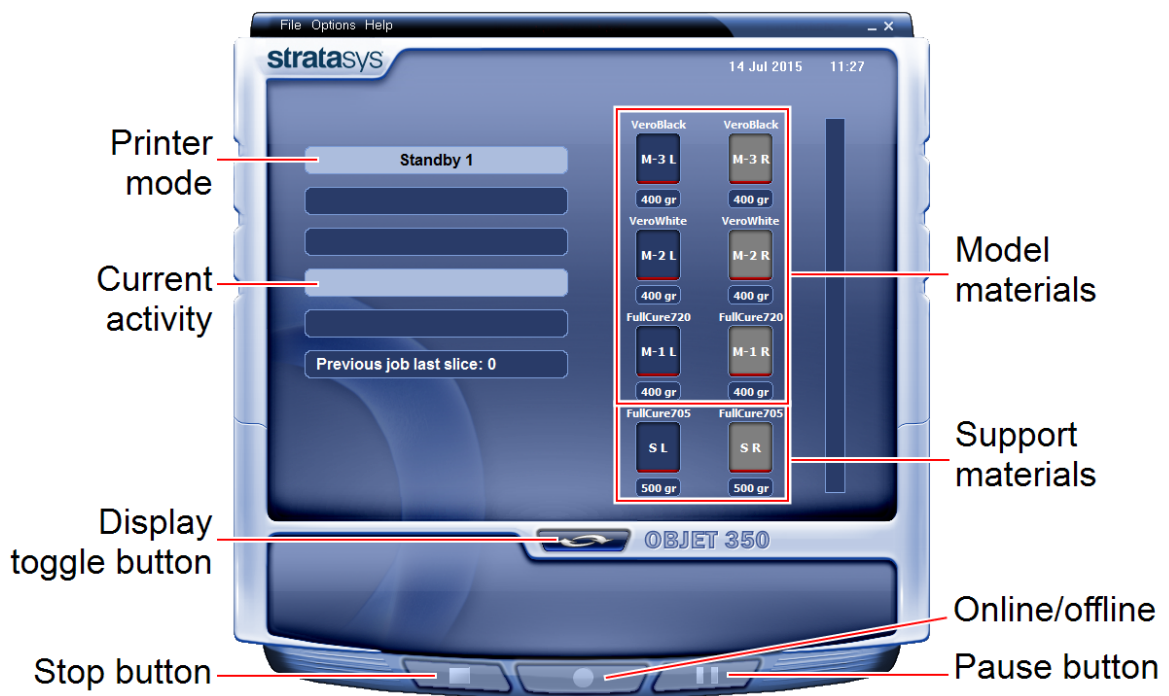 File Options Help
stratasys
14 Jul 2015 11:27
Printer
mode
Standby 1
Current
activity
Previous job last slice: 0
VeroBlack VeroBlack
M-3 L M-3 R
400 gr 400 gr
VeroWhite VeroWhite
M-2 L M-2 R
400 gr 400 gr
FullCure720 FullCure720
M-1 L M-1 R
400 gr 400 gr
Model
materials
FullCure705 FullCure705
S L S R
500 gr 500 gr
Support
materials
Display
toggle button
OBJET 350
Online/offline
Stop button
Pause button